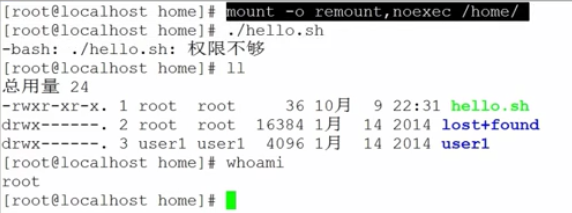 [root@localhost home]# mount -o remount,noexec /home/
[root@localhost home]# ./hello.sh
-bash: ./hello.sh: 权限不够
[root@localhost home]# ll
总用量 24
-rwxr-xr-x. 1 root  root     36 10月  9 22:31 hello.sh
drwx------. 2 root  root  16384 1月  14 2014 lost+found
drwx------. 3 user1 user1  4096 1月  14 2014 user1
[root@localhost home]# whoami
root
[root@localhost home]#